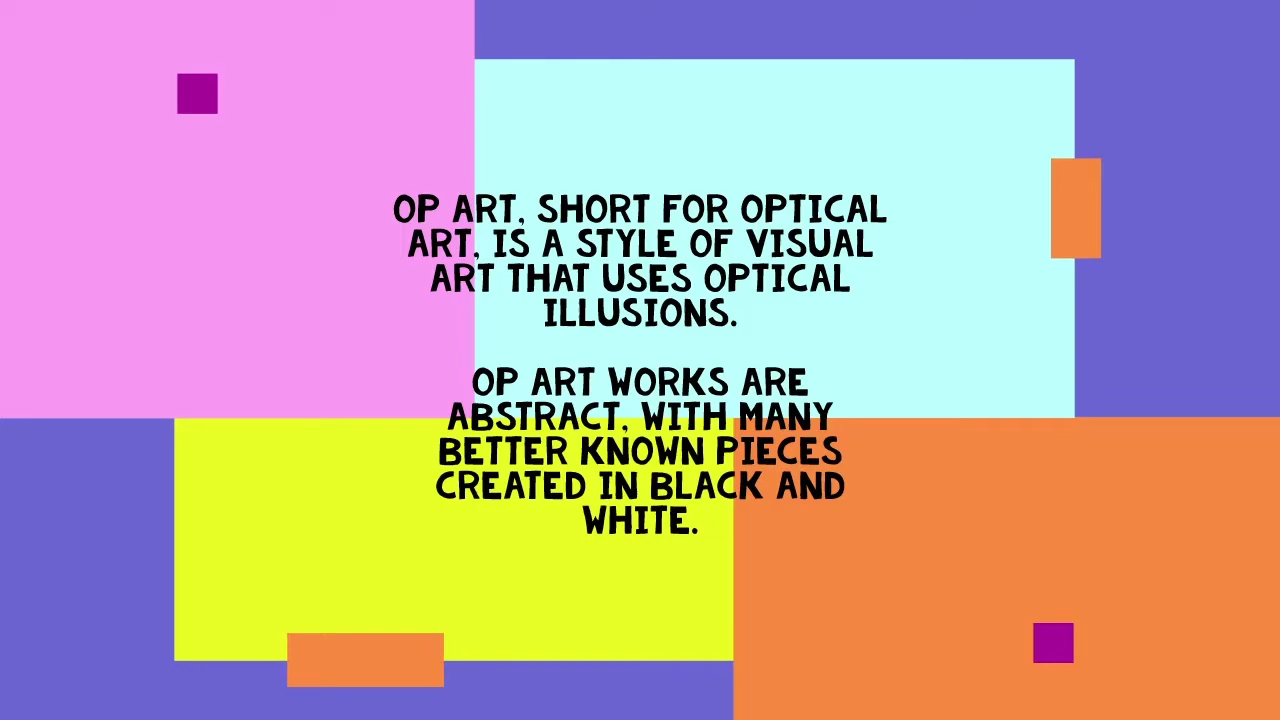 OP ART, SHORT FOR OPTICAL
ART, IS A STYLE OF VISUAL
ART THAT USES OPTICAL
ILLUSIONS.
OP ART WORKS ARE
ABSTRACT, WITH MANY
BETTER KNOWN PIECES
CREATED IN BLACK AND
WHITE.